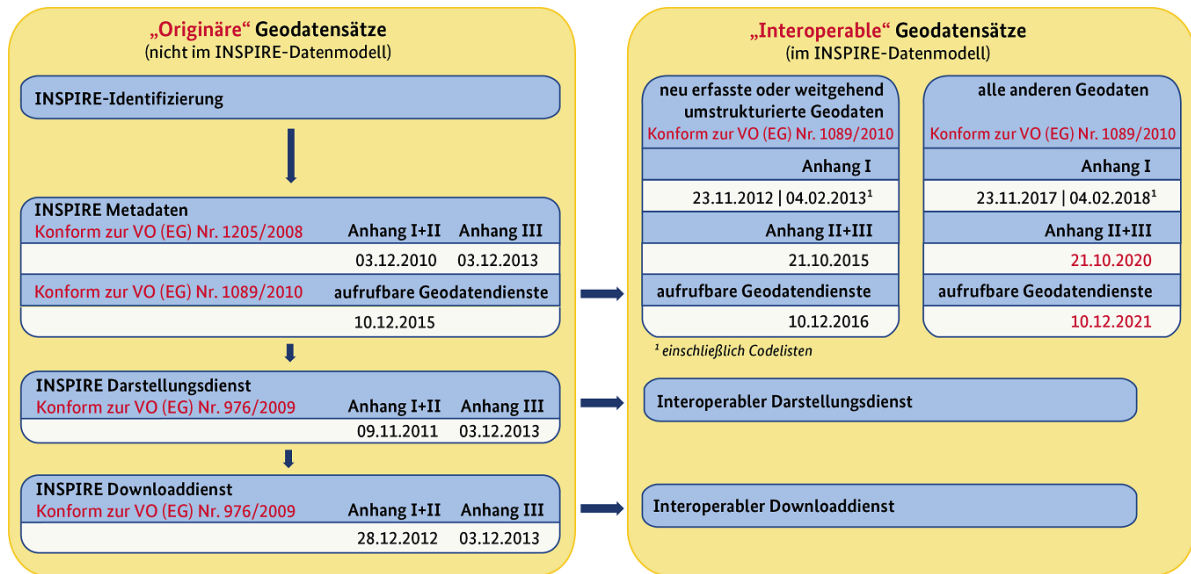 „Originäre“ Geodatensätze
(nicht im INSPIRE-Datenmodell)
INSPIRE-Identifizierung
INSPIRE Metadaten
Konform zur VO (EG) Nr. 1205/2008 Anhang I+II Anhang III
03.12.2010 03.12.2013
Konform zur VO (EG) Nr. 1089/2010 aufrufbare Geodatendienste
10.12.2015
INSPIRE Darstellungsdienst
Konform zur VO (EG) Nr. 976/2009 Anhang I+II Anhang III
09.11.2011 03.12.2013
INSPIRE Downloaddienst
Konform zur VO (EG) Nr. 976/2009 Anhang I+II Anhang III
28.12.2012 03.12.2013
„Interoperable“ Geodatensätze
(im INSPIRE-Datenmodell)
neu erfasste oder weitgehend
umstrukturierte Geodaten
Konform zur VO (EG) Nr. 1089/2010
Anhang I
23.11.2012 | 04.02.2013¹
Anhang II+III
21.10.2015
aufrufbare Geodatendienste
10.12.2016
alle anderen Geodaten
Konform zur VO (EG) Nr. 1089/2010
Anhang I
23.11.2017 | 04.02.2018¹
Anhang II+III
21.10.2020
aufrufbare Geodatendienste
10.12.2021
¹ einschließlich Codelisten
Interoperabler Darstellungsdienst
Interoperabler Downloaddienst